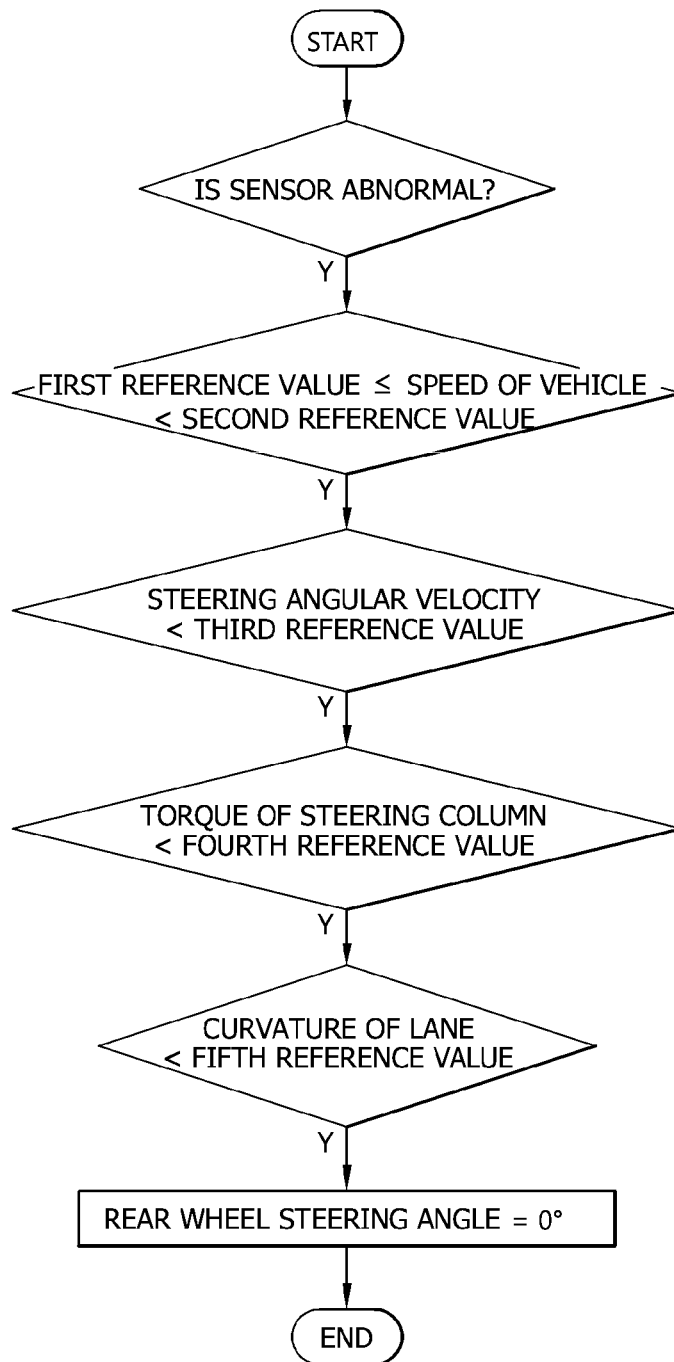 START
IS SENSOR ABNORMAL?
Y
FIRST REFERENCE VALUE ≤ SPEED OF VEHICLE
< SECOND REFERENCE VALUE
Y
STEERING ANGULAR VELOCITY
< THIRD REFERENCE VALUE
Y
TORQUE OF STEERING COLUMN
< FOURTH REFERENCE VALUE
Y
CURVATURE OF LANE
< FIFTH REFERENCE VALUE
Y
REAR WHEEL STEERING ANGLE = 0°
END